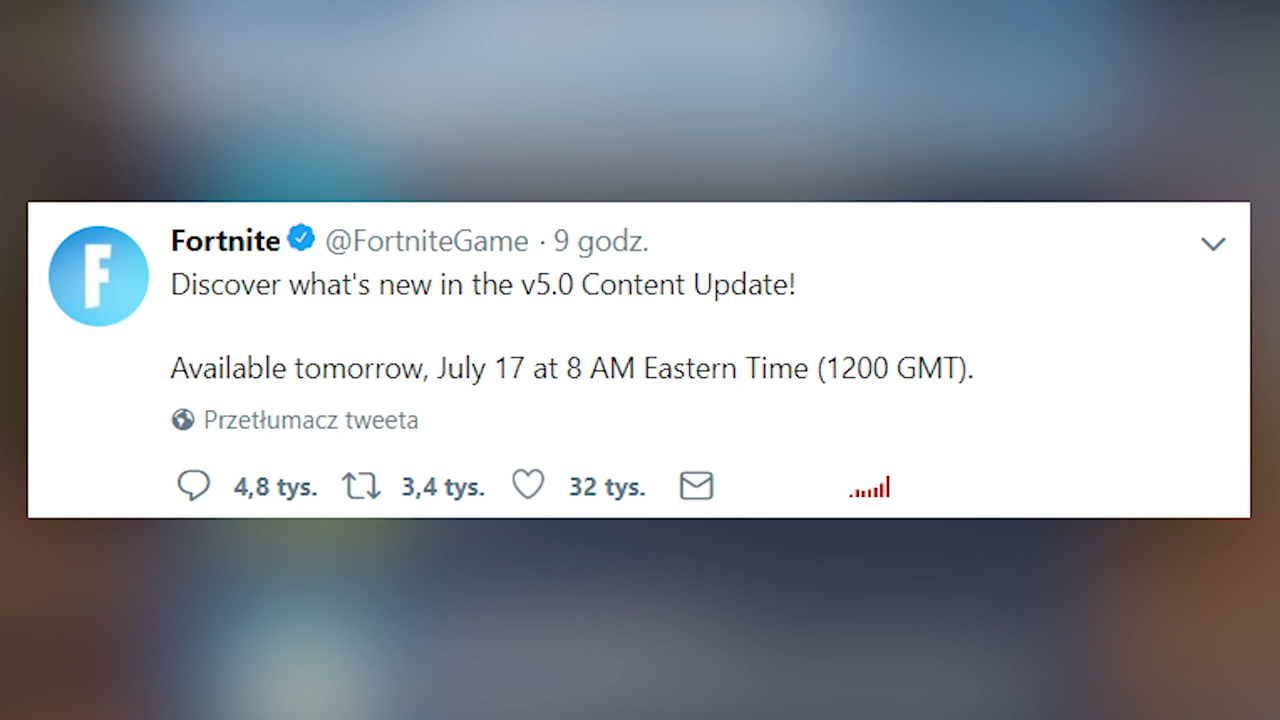 Fortnite @FortniteGame · 9 godz.
Discover what's new in the v5.0 Content Update!
Available tomorrow, July 17 at 8 AM Eastern Time (1200 GMT).
Przetłumacz tweeta
4,8 tys. 3,4 tys. 32 tys.